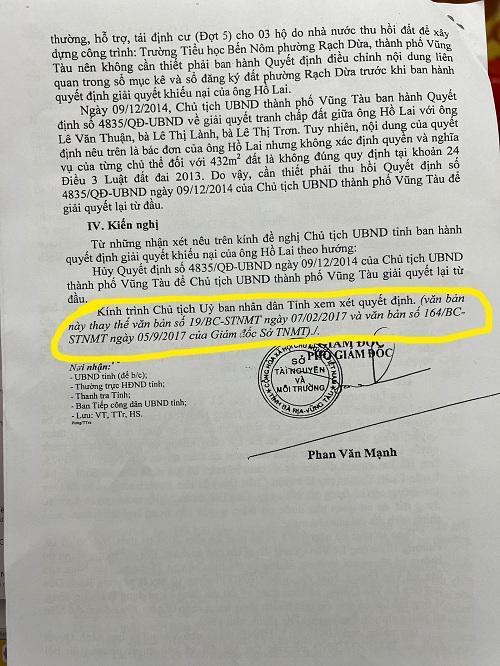 thường, hỗ trợ, tái định cư (Đợt 5) cho 03 hộ do nhà nước thu hồi đất để xây
dựng công trình: Trường Tiểu học Bến Nôm phường Rạch Dừa, thành phố Vũng
Tàu nên không cần thiết phải ban hành Quyết định điều chỉnh nội dung liên
quan trong sổ mục kê và sổ đăng ký đất phường Rạch Dừa trước khi ban hành
quyết định giải quyết khiếu nại của ông Hồ Lai.
Ngày 09/12/2014, Chủ tịch UBND thành phố Vũng Tàu ban hành Quyết
định số 4835/QĐ-UBND về giải quyết tranh chấp đất giữa ông Hồ Lai với ông
Lê Văn Thuận, bà Lê Thị Lành, bà Lê Thị Trơn. Tuy nhiên, nội dung của quyết
định nêu trên là bác đơn của ông Hồ Lai nhưng không xác định quyền và nghĩa
vụ của từng chủ thể đối với 432m² đất là không đúng quy định tại khoản 24
Điều 3 Luật đất đai 2013. Do vậy, cần thiết phải thu hồi Quyết định số
4835/QĐ-UBND ngày 09/12/2014 của Chủ tịch UBND thành phố Vũng Tàu để
giải quyết lại từ đầu.
IV. Kiến nghị
Từ những nhận xét nêu trên kính đề nghị Chủ tịch UBND tỉnh ban hành
quyết định giải quyết khiếu nại của ông Hồ Lai theo hướng:
Hủy Quyết định số 4835/QĐ-UBND ngày 09/12/2014 của Chủ tịch UBND
thành phố Vũng Tàu để Chủ tịch UBND thành phố Vũng Tàu giải quyết lại từ
đầu.
Kính trình Chủ tịch Uỷ ban nhân dân Tỉnh xem xét quyết định. (văn bản
này thay thế văn bản số 19/BC-STNMT ngày 07/02/2017 và văn bản số 164/BC-
STNMT ngày 05/9/2017 của Giám đốc Sở TNMT)./.
Nơi nhận:
- UBND tỉnh (để b/c);
- Thường trực HĐND tỉnh;
- Thanh tra Tỉnh;
- Ban Tiếp công dân UBND tỉnh;
- Lưu: VT, TTr, HS.
GIÁM ĐỐC
PHÓ GIÁM ĐỐC
SỞ
TÀI NGUYÊN
VÀ
MÔI TRƯỜNG
TỈNH BÀ RỊA-VŨNG TÀU
Phan Văn Mạnh